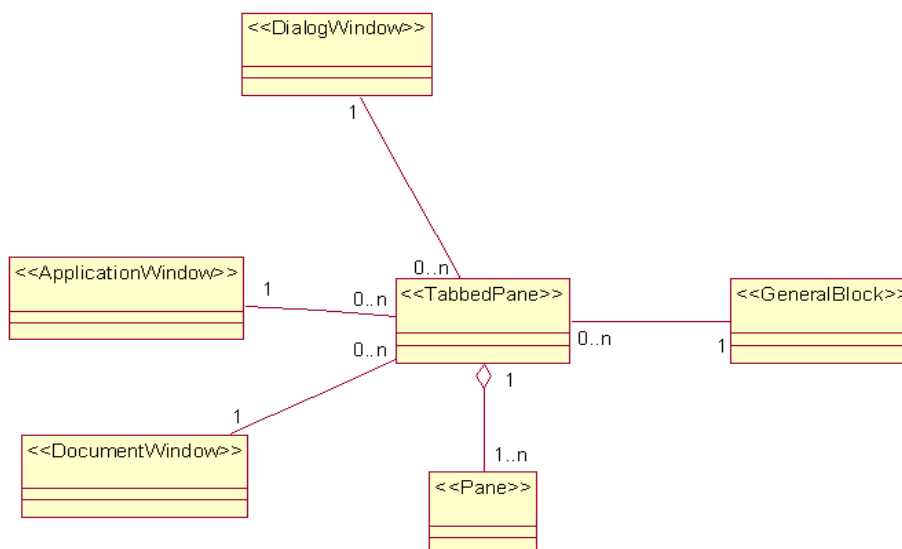 <<DialogWindow>>
1
0..n
<<ApplicationWindow>>
1
0..n
<<TabbedPane>>
<<GeneralBlock>>
0..n
1
0..n
1
1
<<DocumentWindow>>
1..n
<<Pane>>